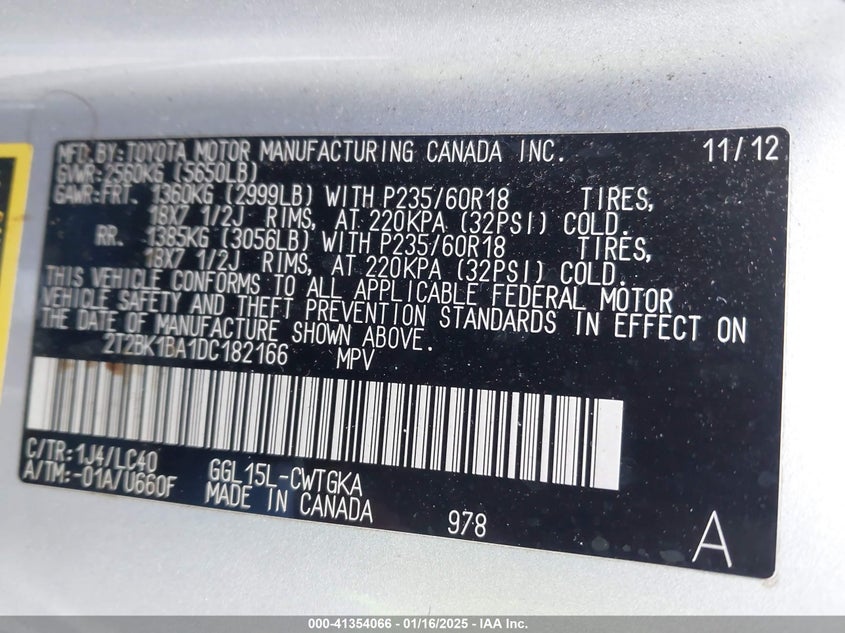 MFD.BY:TOYOTA MOTOR MANUFACTURING CANADA INC. 11/12
GVWR:2560KG (5650LB)
GAWR:FRT. 1360KG (2999LB) WITH P235/60R18 TIRES,
18X7 1/2J RIMS, AT 220KPA (32PSI) COLD.
RR. 1385KG (3056LB) WITH P235/60R18 TIRES,
18X7 1/2J RIMS, AT 220KPA (32PSI) COLD.
THIS VEHICLE CONFORMS TO ALL APPLICABLE FEDERAL MOTOR
VEHICLE SAFETY AND THEFT PREVENTION STANDARDS IN EFFECT ON
THE DATE OF MANUFACTURE SHOWN ABOVE.
2T2BK1BA1DC182166 MPV
C/TR:1J4/LC40
A/TM:-01A/U660F
GGL15L-CWTGKA
MADE IN CANADA
978
A
000-41354066 - 01/16/2025 - IAA Inc.